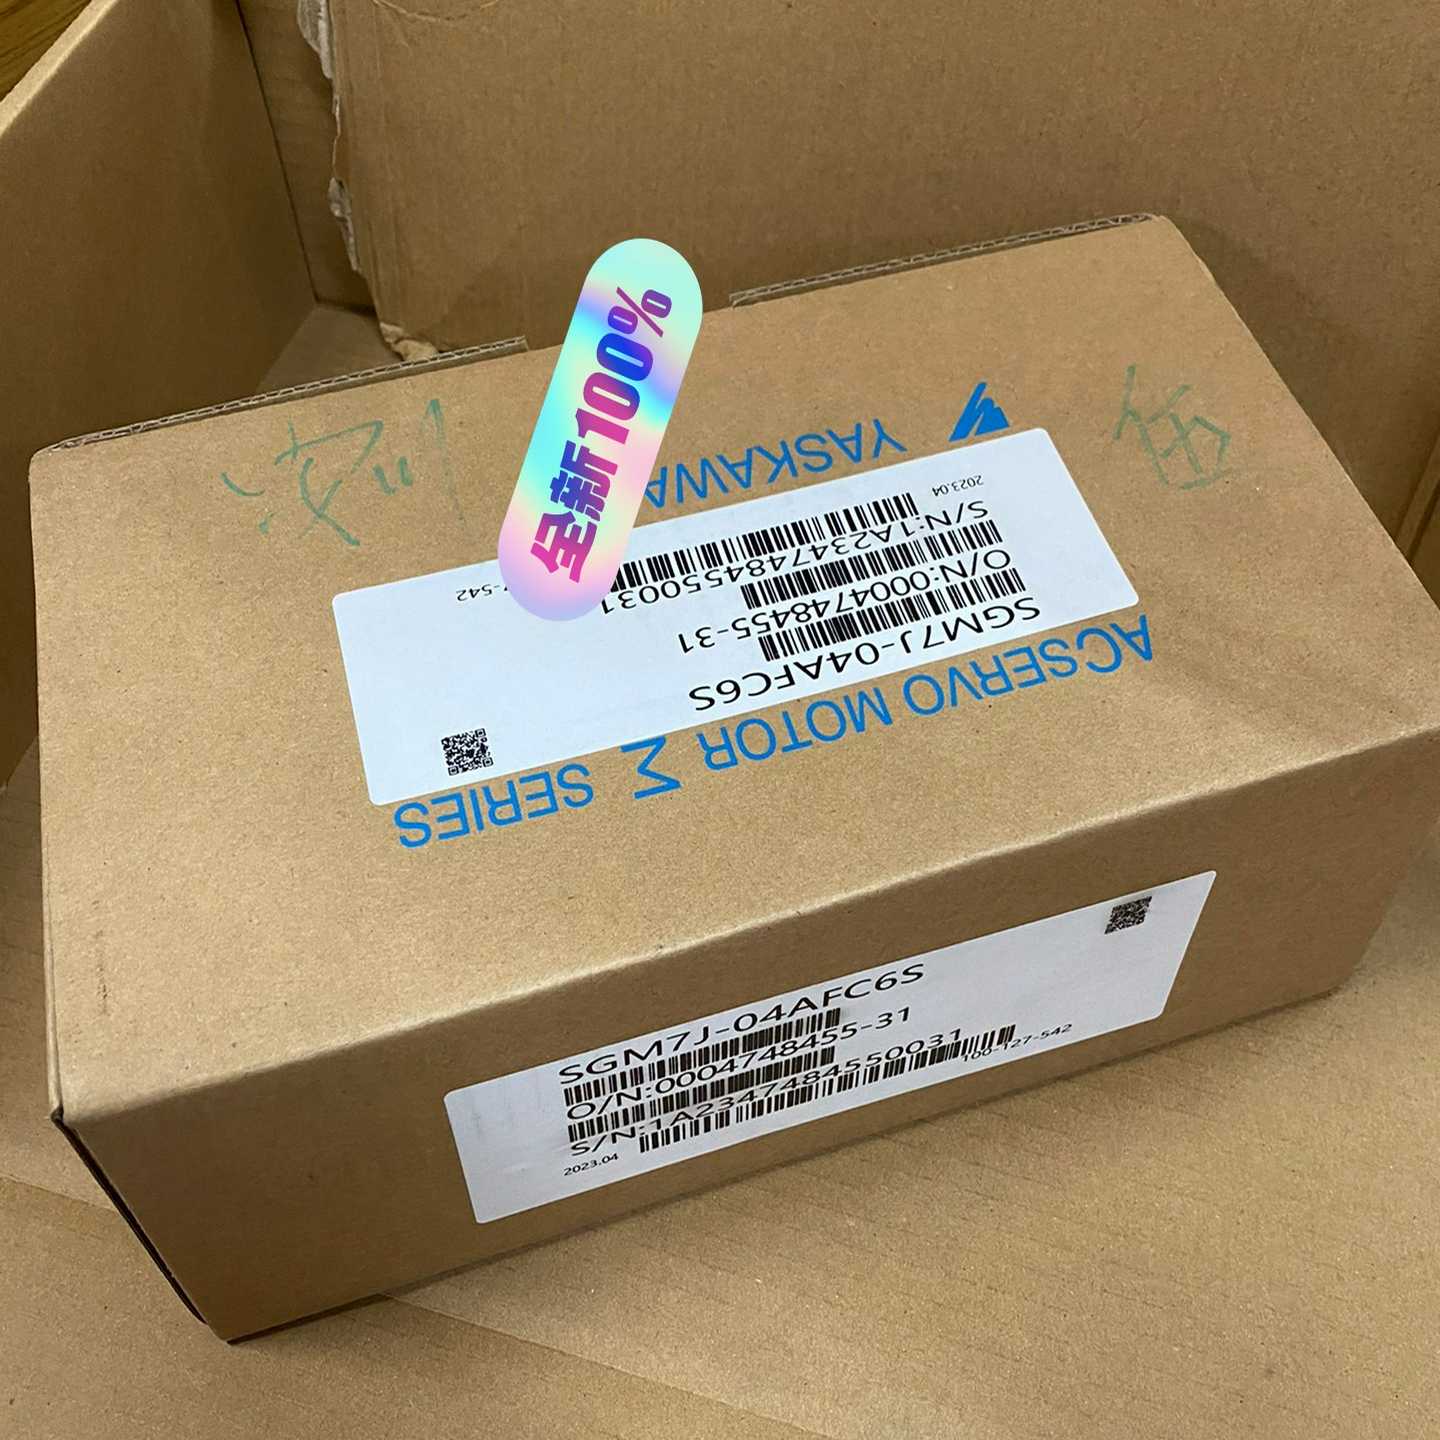 全新100%
YASKAWA
2023.04
S/N:1A2347484550031
O/N:0004748455-31
SGM7J-04AFC6S
ACSERVO MOTOR Σ SERIES
SGM7J-04AFC6S
O/N:0004748455-31
S/N:1A2347484550031
2023.04
100-127-542